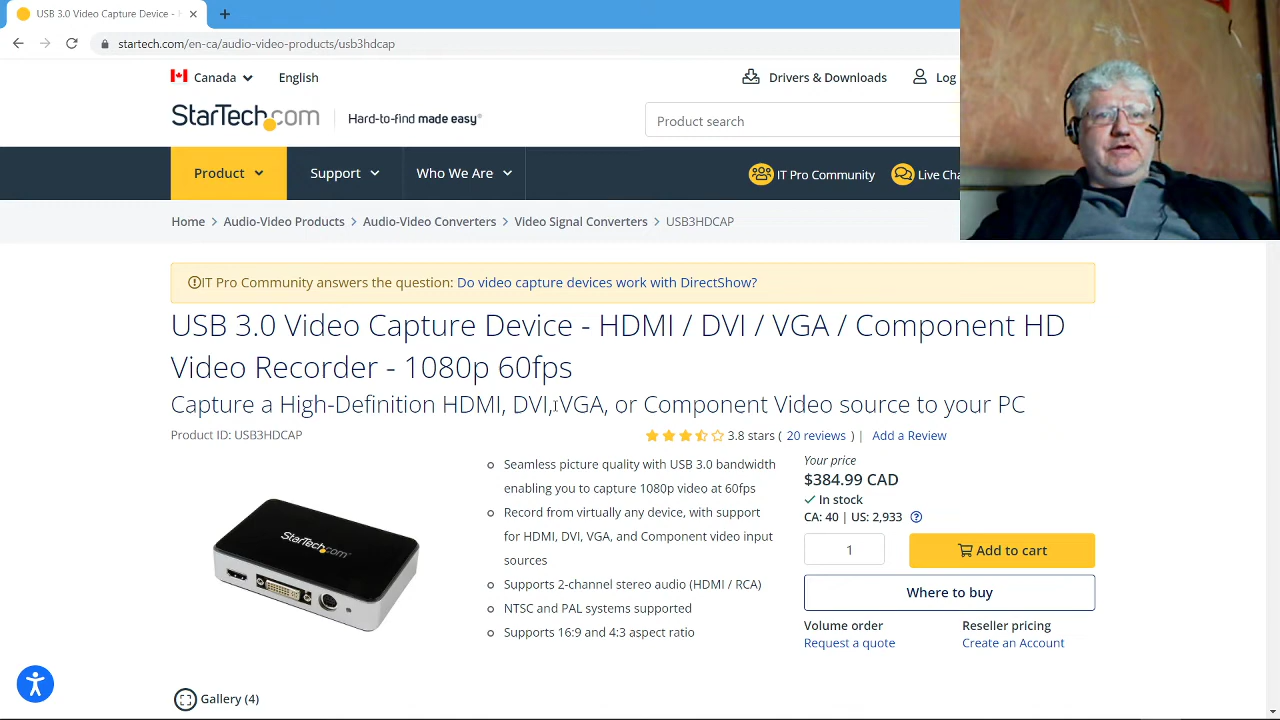 USB 3.0 Video Capture Device -
startech.com/en-ca/audio-video-products/usb3hdcap
Canada English Drivers & Downloads Log
StarTech.com Hard-to-find made easy® Product search
Product Support Who We Are IT Pro Community Live Cha
Home > Audio-Video Products > Audio-Video Converters > Video Signal Converters > USB3HDCAP
IT Pro Community answers the question: Do video capture devices work with DirectShow?
USB 3.0 Video Capture Device - HDMI / DVI / VGA / Component HD
Video Recorder - 1080p 60fps
Capture a High-Definition HDMI, DVI, VGA, or Component Video source to your PC
Product ID: USB3HDCAP 3.8 stars ( 20 reviews ) | Add a Review
StarTech.com
Seamless picture quality with USB 3.0 bandwidth
enabling you to capture 1080p video at 60fps
Record from virtually any device, with support
for HDMI, DVI, VGA, and Component video input
sources
Supports 2-channel stereo audio (HDMI / RCA)
NTSC and PAL systems supported
Supports 16:9 and 4:3 aspect ratio
Your price
$384.99 CAD
In stock
CA: 40 | US: 2,933
1 Add to cart
Where to buy
Volume order Reseller pricing
Request a quote Create an Account
Gallery (4)